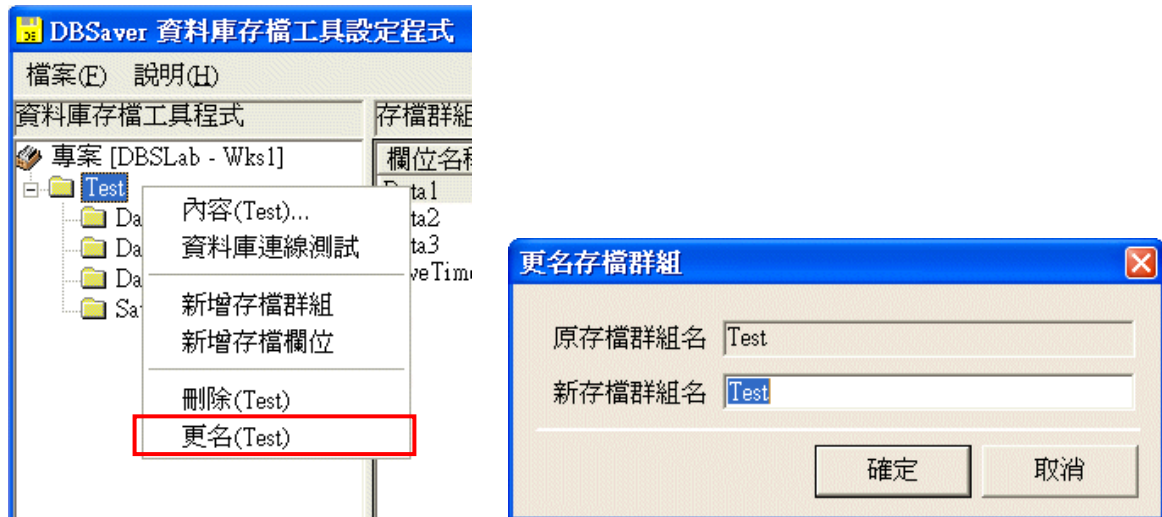 DBSaver 資料庫存檔工具設定程式
檔案(F) 說明(H)
資料庫存檔工具程式
存檔群組
專案 [DBSLab - Wks1]
欄位名
Test
內容(Test)...
資料庫連線測試
新增存檔群組
新增存檔欄位
刪除(Test)
更名(Test)
更名存檔群組
原存檔群組名 Test
新存檔群組名 Test
確定 取消